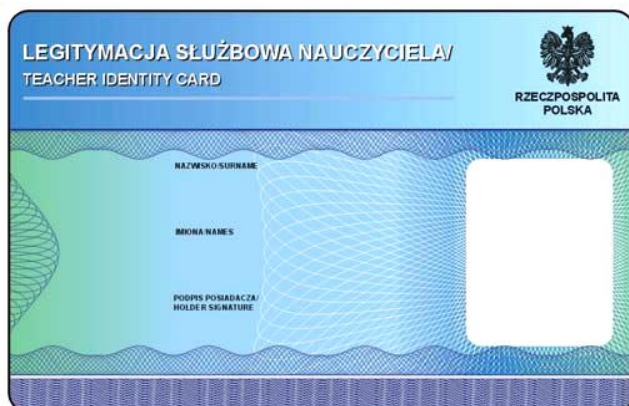 LEGITYMACJA SŁUŻBOWA NAUCZYCIELA/
TEACHER IDENTITY CARD
RZECZPOSPOLITA
POLSKA
NAZWISKO/SURNAME
IMIONA/NAMES
PODPIS POSIADACZA/
HOLDER SIGNATURE